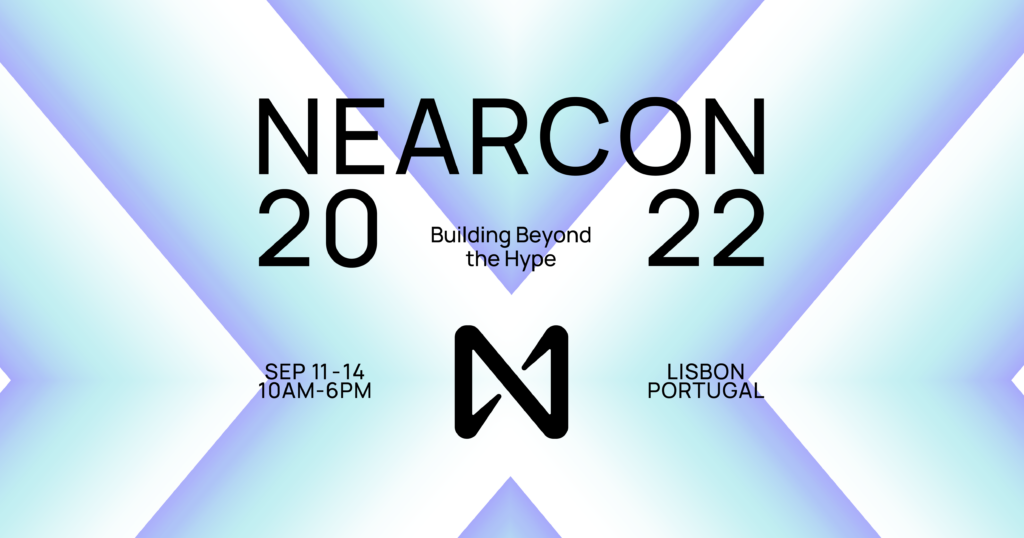 NEARCON
20 22
Building Beyond
the Hype
SEP 11-14
10AM-6PM
LISBON
PORTUGAL